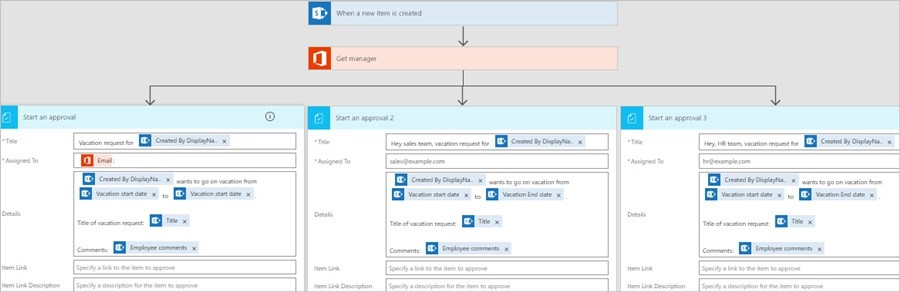 When a new item is created
Get manager
Start an approval
* Title
Vacation request for Created By DisplayNa.. x
* Assigned To
Email x
Details
Created By DisplayNa.. x wants to go on vacation from
Vacation start date x to Vacation start date x .
Title of vacation request: Title x
Comments: Employee comments x
Item Link
Specify a link to the item to approve
Item Link Description
Specify a description for the item to approve
Start an approval 2
* Title
Hey sales team, vacation request for Created By DisplayNa.. x
* Assigned To
sales@example.com
Details
Created By DisplayNa.. x wants to go on vacation from
Vacation start date x to Vacation End date x .
Title of vacation request: Title x
Comments: Employee comments x
Item Link
Specify a link to the item to approve
Item Link Description
Specify a description for the item to approve
Start an approval 3
* Title
Hey, HR team, vacation request for Created By DisplayNa.. x
* Assigned To
hr@example.com
Details
Created By DisplayNa.. x wants to go on vacation from
Vacation start date x to Vacation End date x .
Title of vacation request: Title x
Comments: Employee comments x
Item Link
Specify a link to the item to approve
Item Link Description
Specify a description for the item to approve